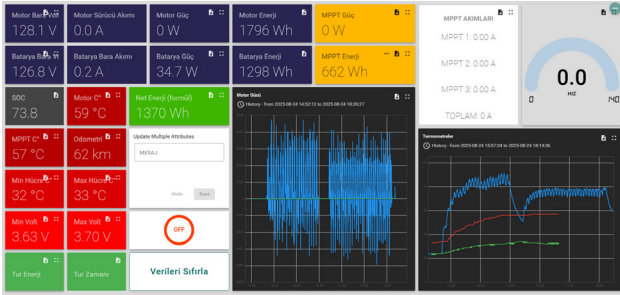 Motor Bara Volt
128.1 V
Motor Sürücü Akımı
0.0 A
Motor Güç
0 W
Motor Enerji
1796 Wh
MPPT Güç
0 W
MPPT AKIMLARI
MPPT 1: 0.00 A
MPPT 2: 0.00 A
MPPT 3: 0.00 A
TOPLAM: 0 A
0.0
HIZ
0
140
Batarya Bara
126.8 V
Batarya Bara Akımı
0.2 A
Batarya Güç
34.7 W
Batarya Enerji
1298 Wh
MPPT Enerji
662 Wh
SOC
73.8
Motor C°
59 °C
Net Enerji (formül)
1370 Wh
Motor Gücü
History - from 2025-08-24 14:52:12 to 2025-08-24 18:26:27
Termometreler
History - from 2025-08-24 15:07:34 to 2025-08-24 18:14:26
MPPT C°
57 °C
Odometri
62 km
Update Multiple Attributes
MESAJ
Undo
Save
Min Hücre
32 °C
Max Hücre
33 °C
Min Volt
3.63 V
Max Volt
3.70 V
OFF
Tur Enerji
Tur Zamanı
Verileri Sıfırla